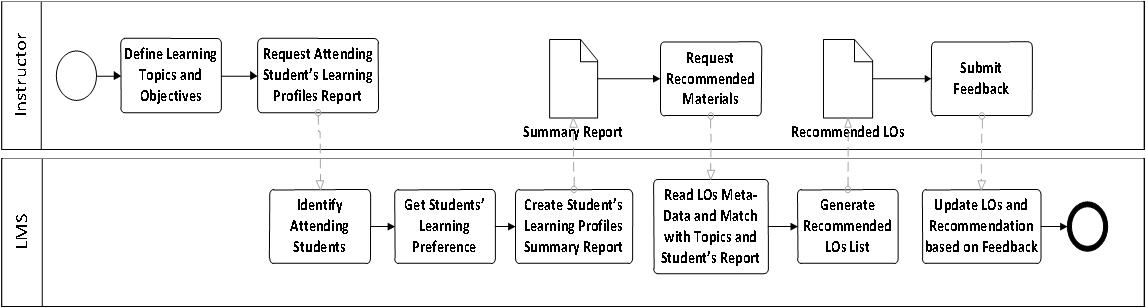 Instructor
Define Learning
Topics and
Objectives
Request Attending
Student's Learning
Profiles Report
Summary Report
Request
Recommended
Materials
Recommended LOs
Submit
Feedback
LMS
Identify
Attending
Students
Get Students'
Learning
Preference
Create Student's
Learning Profiles
Summary Report
Read LOs Meta-
Data and Match
with Topics and
Student's Report
Generate
Recommended
LOs List
Update LOs and
Recommendation
based on Feedback